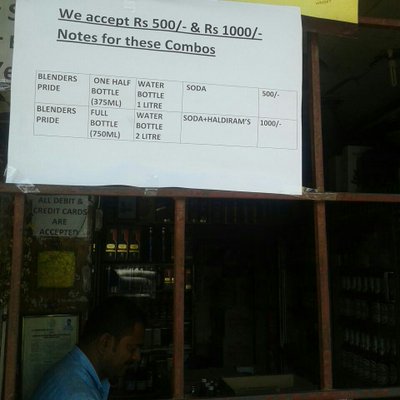 We accept Rs 500/- & Rs 1000/-
Notes for these Combos
BLENDERS PRIDE ONE HALF BOTTLE (375ML) WATER BOTTLE 1 LITRE SODA 500/-
BLENDERS PRIDE FULL BOTTLE (750ML) WATER BOTTLE 2 LITRE SODA+HALDIRAM'S 1000/-
ALL DEBIT &
CREDIT CARDS
ARE
ACCEPTED